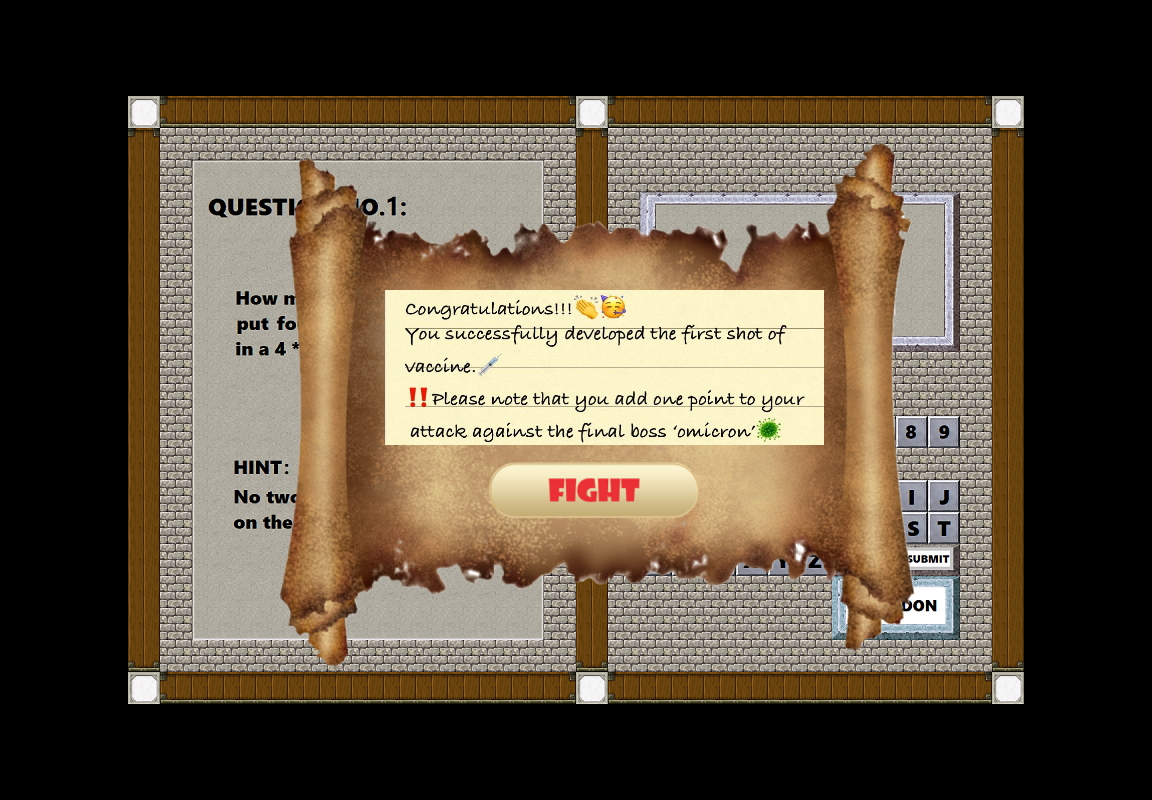 QUESTI O.1:
How
put
in a 4 *
HINT:
No two
on the
Congratulations!!!👏🥳
You successfully developed the first shot of
vaccine.💉
‼️Please note that you add one point to your
attack against the final boss ‘omicron’🦠
FIGHT
8 9
I J
S T
Y Z
SUBMIT
DON